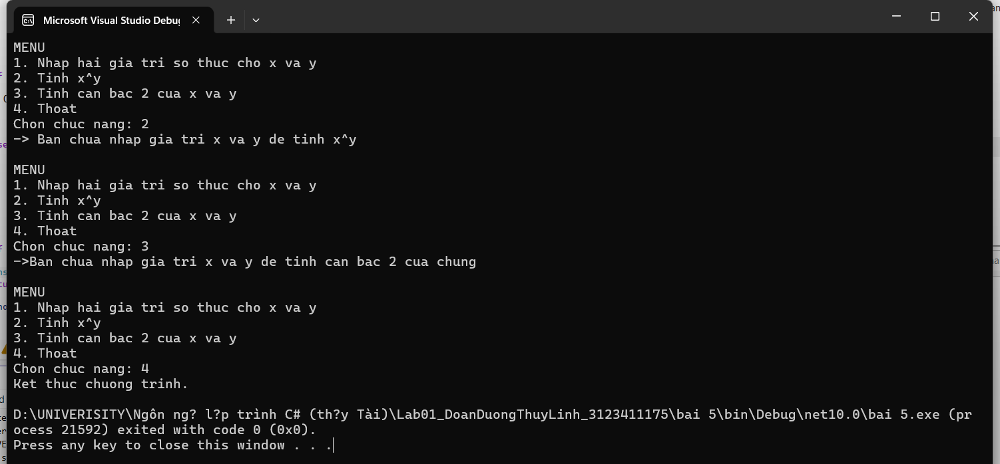 Microsoft Visual Studio Debu
MENU
1. Nhap hai gia tri so thuc cho x va y
2. Tinh x^y
3. Tinh can bac 2 cua x va y
4. Thoat
Chon chuc nang: 2
-> Ban chua nhap gia tri x va y de tinh x^y
MENU
1. Nhap hai gia tri so thuc cho x va y
2. Tinh x^y
3. Tinh can bac 2 cua x va y
4. Thoat
Chon chuc nang: 3
->Ban chua nhap gia tri x va y de tinh can bac 2 cua chung
MENU
1. Nhap hai gia tri so thuc cho x va y
2. Tinh x^y
3. Tinh can bac 2 cua x va y
4. Thoat
Chon chuc nang: 4
Ket thuc chuong trinh.
D:\UNIVERISITY\Ngôn ng? l?p trình C# (th?y Tài)\Lab01_DoanDuongThuyLinh_3123411175\bai 5\bin\Debug\net10.0\bai 5.exe (pr
ocess 21592) exited with code 0 (0x0).
Press any key to close this window . . .